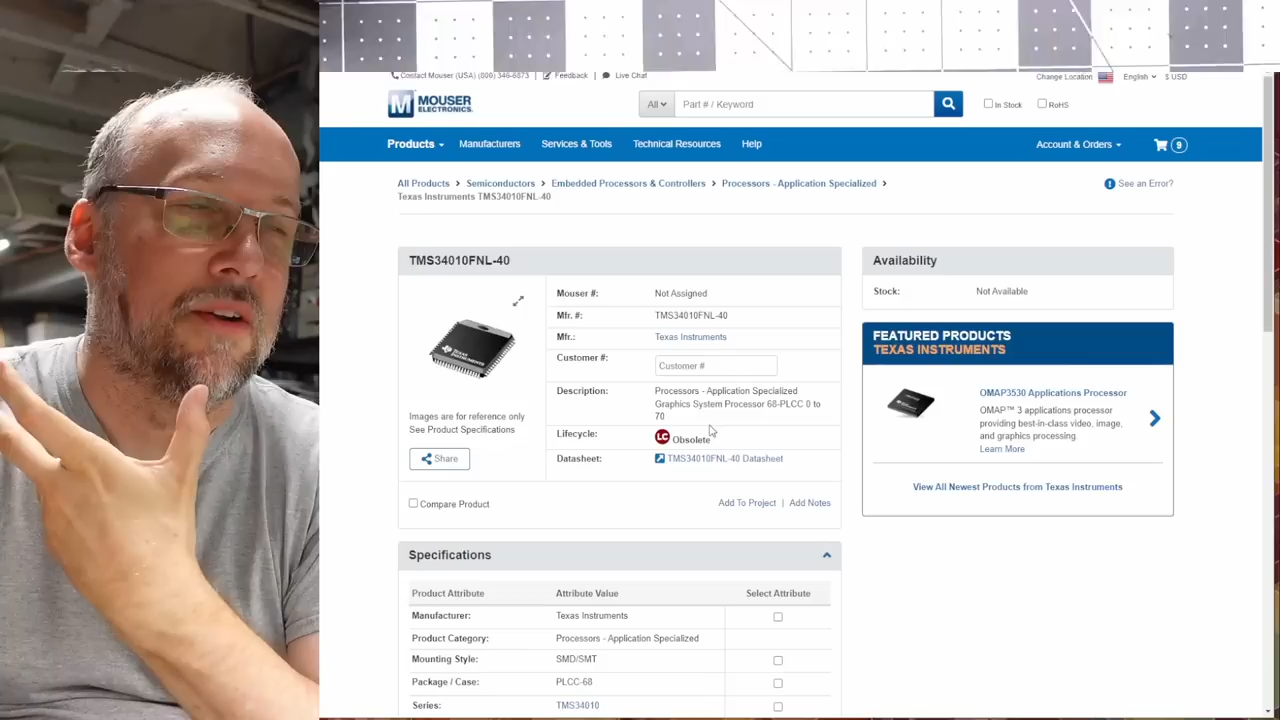 Contact Mouser (USA) (800) 346-6873 | Feedback | Live Chat
Change Location English $ USD
MOUSER ELECTRONICS
All Part # / Keyword In Stock RoHS
Products Manufacturers Services & Tools Technical Resources Help Account & Orders 9
All Products > Semiconductors > Embedded Processors & Controllers > Processors - Application Specialized >
Texas Instruments TMS34010FNL-40
See an Error?
TMS34010FNL-40
Images are for reference only
See Product Specifications
Share
Mouser #: Not Assigned
Mfr. #: TMS34010FNL-40
Mfr.: Texas Instruments
Customer #: Customer #
Description: Processors - Application Specialized
Graphics System Processor 68-PLCC 0 to
70
Lifecycle: LC Obsolete
Datasheet: TMS34010FNL-40 Datasheet
Compare Product
Add To Project | Add Notes
Availability
Stock: Not Available
FEATURED PRODUCTS
TEXAS INSTRUMENTS
OMAP3530 Applications Processor
OMAP™ 3 applications processor
providing best-in-class video, image,
and graphics processing
Learn More
View All Newest Products from Texas Instruments
Specifications
Product Attribute Attribute Value Select Attribute
Manufacturer: Texas Instruments
Product Category: Processors - Application Specialized
Mounting Style: SMD/SMT
Package / Case: PLCC-68
Series: TMS34010